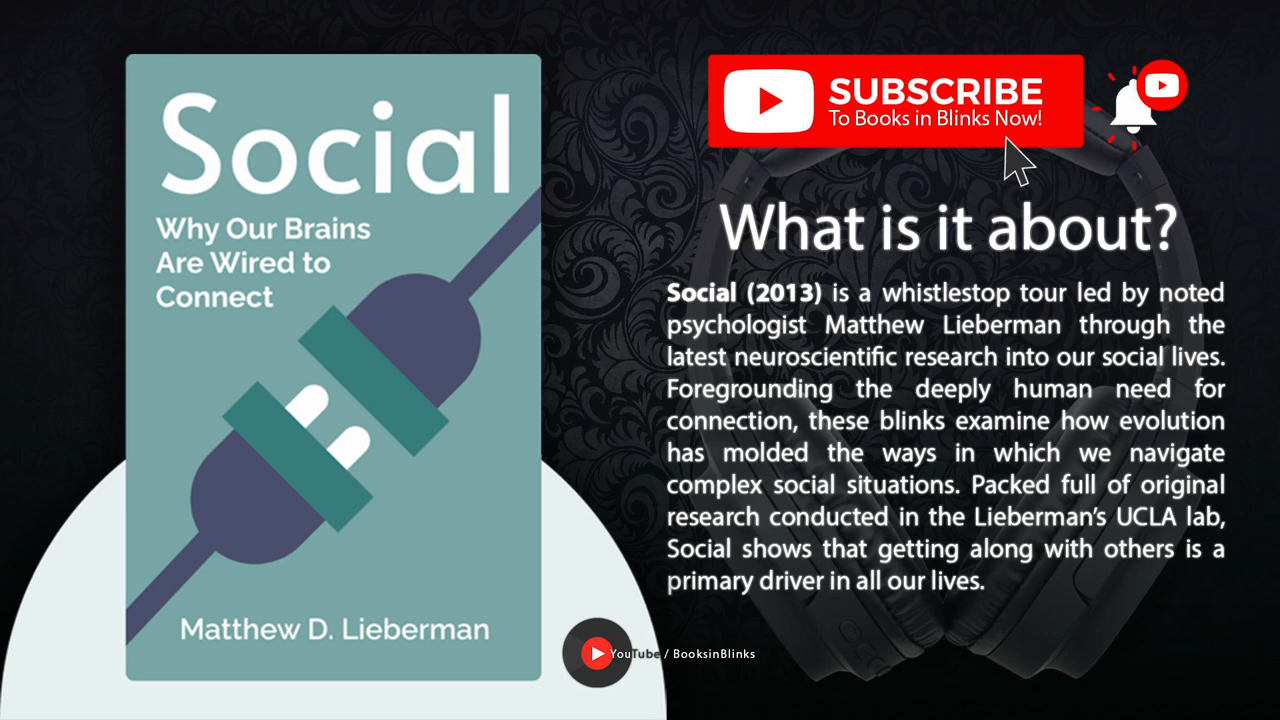 Social
Why Our Brains
Are Wired to
Connect
Matthew D. Lieberman
SUBSCRIBE
To Books in Blinks Now!
What is it about?
Social (2013) is a whistlestop tour led by noted
psychologist Matthew Lieberman through the
latest neuroscientific research into our social lives.
Foregrounding the deeply human need for
connection, these blinks examine how evolution
has molded the ways in which we navigate
complex social situations. Packed full of original
research conducted in the Lieberman’s UCLA lab,
Social shows that getting along with others is a
primary driver in all our lives.
YouTube / BooksinBlinks